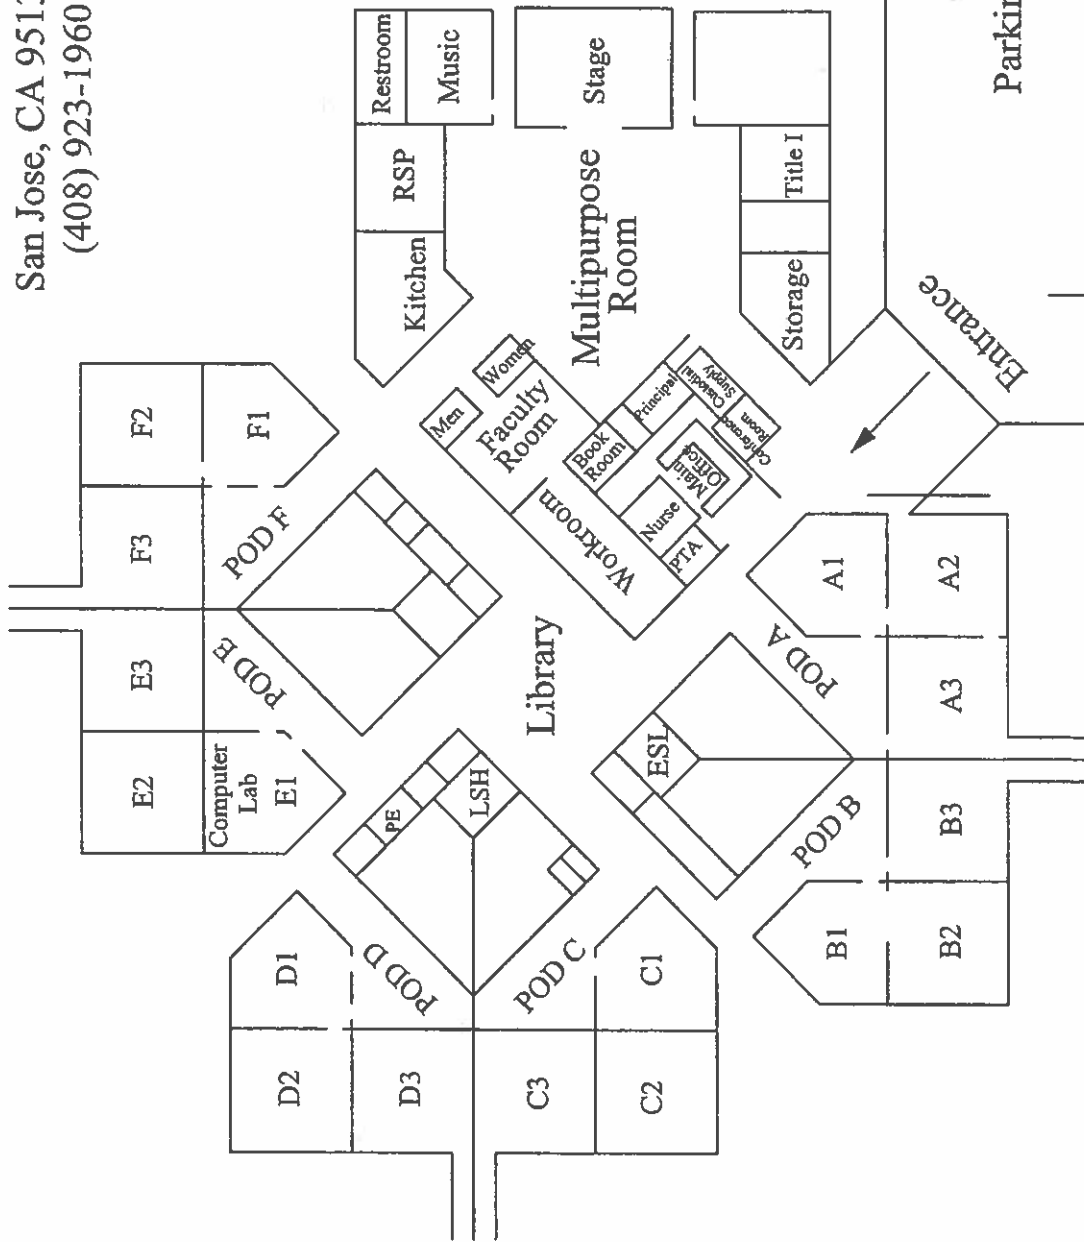 San Jose, CA 9513
(408) 923-1960
Restroom
Music
RSP
Kitchen
Stage
Multipurpose
Room
Title I
Storage
Parkin
Entrance
F2
F1
F3
POD F
E3
POD E
E2
Computer
Lab
E1
Men
Women
Faculty
Room
Book
Room
Workroom
Principal
Custodial
Supply
Conference
Room
Main
Office
Nurse
PTA
Library
PE
LSH
ESL
D1
D2
D3
POD D
POD C
C1
C3
C2
POD A
A1
A2
A3
POD B
B3
B1
B2